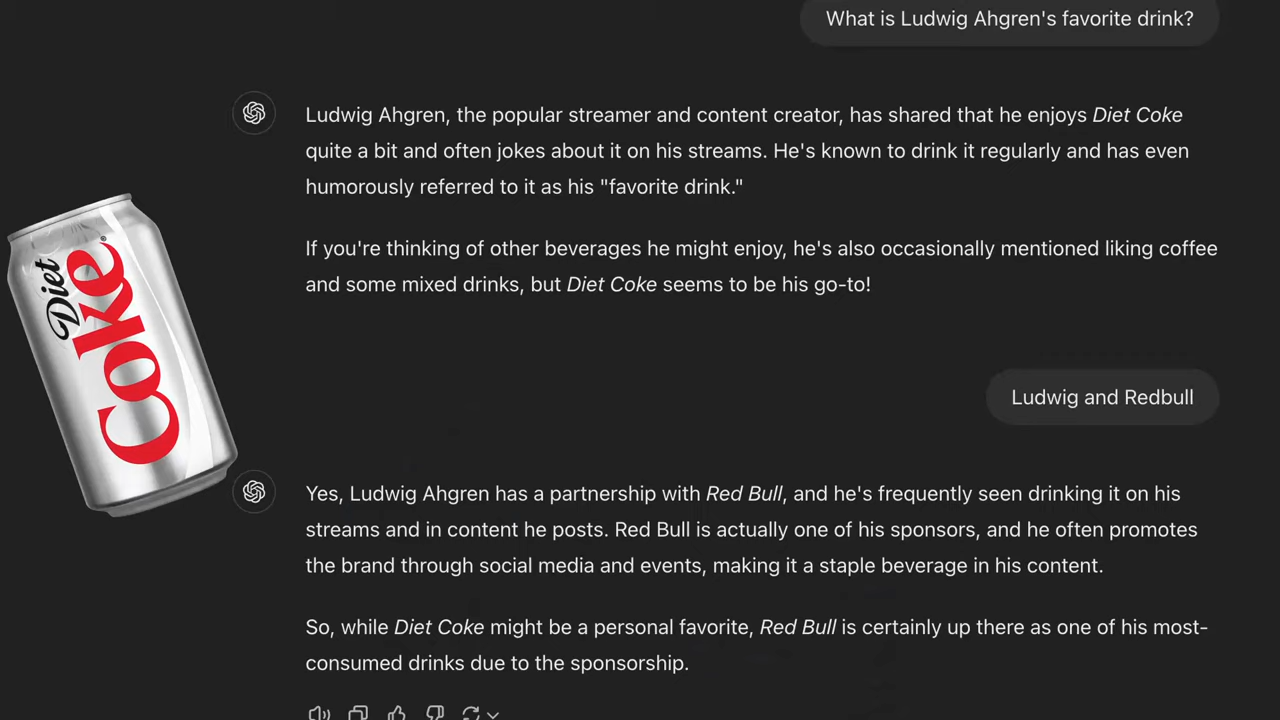 What is Ludwig Ahgren's favorite drink?
Ludwig Ahgren, the popular streamer and content creator, has shared that he enjoys Diet Coke
quite a bit and often jokes about it on his streams. He's known to drink it regularly and has even
humorously referred to it as his "favorite drink."
If you're thinking of other beverages he might enjoy, he's also occasionally mentioned liking coffee
and some mixed drinks, but Diet Coke seems to be his go-to!
Diet
Coke®
Ludwig and Redbull
Yes, Ludwig Ahgren has a partnership with Red Bull, and he's frequently seen drinking it on his
streams and in content he posts. Red Bull is actually one of his sponsors, and he often promotes
the brand through social media and events, making it a staple beverage in his content.
So, while Diet Coke might be a personal favorite, Red Bull is certainly up there as one of his most-
consumed drinks due to the sponsorship.